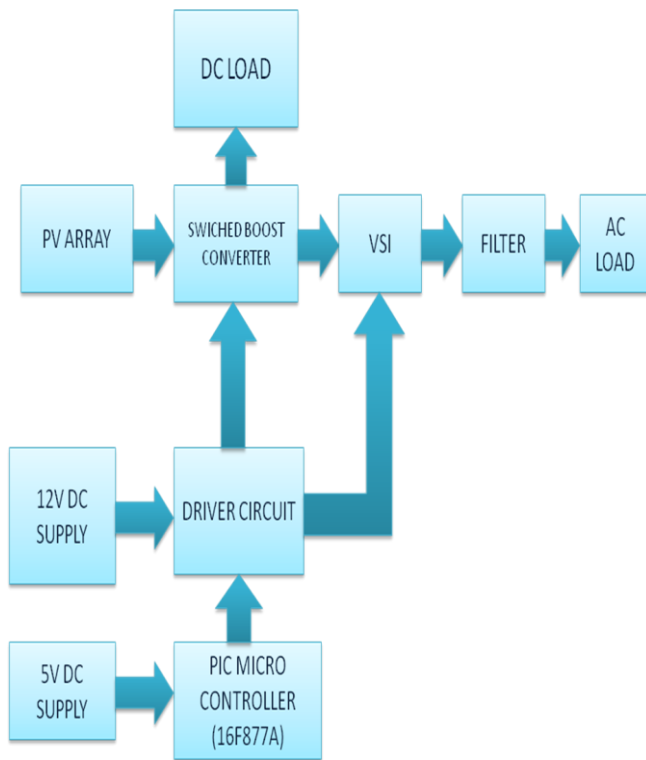 DC LOAD
PV ARRAY
SWICHED BOOST
CONVERTER
VSI
FILTER
AC
LOAD
12V DC
SUPPLY
DRIVER CIRCUIT
5V DC
SUPPLY
PIC MICRO
CONTROLLER
(16F877A)